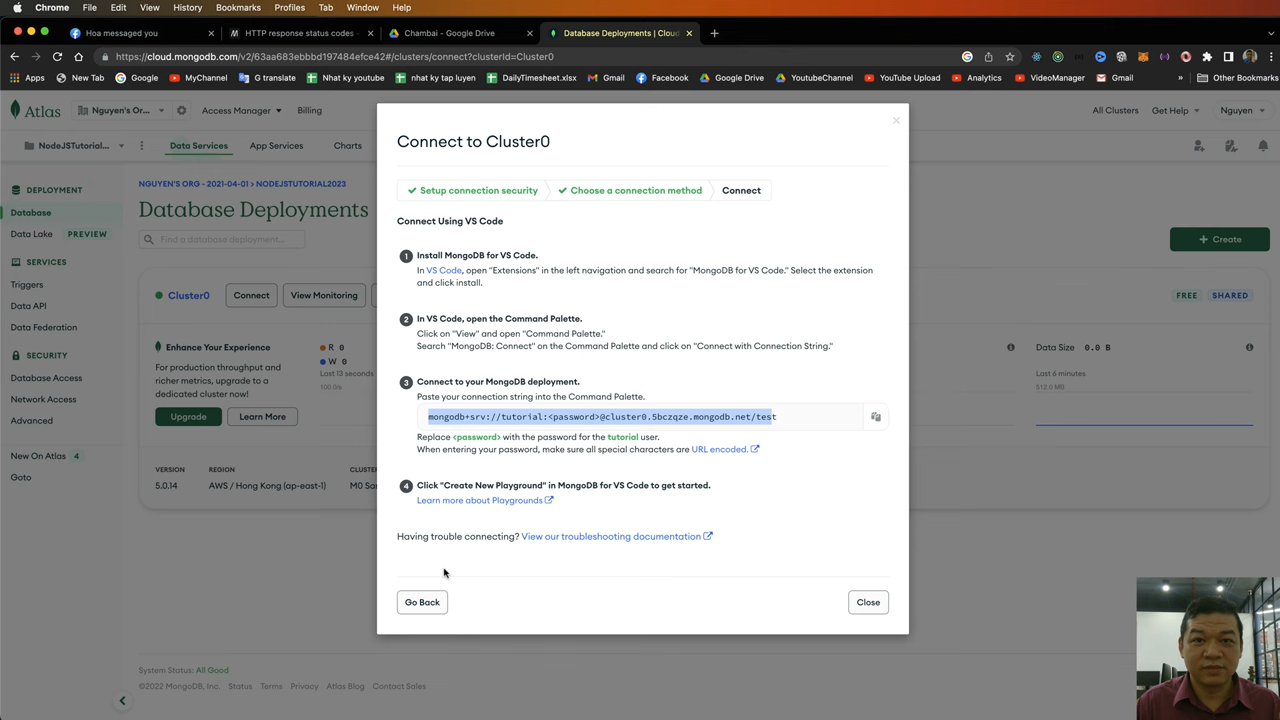 Chrome File Edit View History Bookmarks Profiles Tab Window Help
Hoa messaged you
HTTP response status codes -
Chambai - Google Drive
Database Deployments | Cloud
https://cloud.mongodb.com/v2/63aa683ebbbd197484efce42#/clusters/connect?clusterId=Cluster0
Apps New Tab Google MyChannel G translate Nhat ky youtube nhat ky tap luyen DailyTimesheet.xlsx Gmail Facebook Google Drive YoutubeChannel YouTube Upload Analytics VideoManager Gmail » Other Bookmarks
Atlas Nguyen's Org... Access Manager Billing All Clusters Get Help Nguyen
NodeJSTutorial... Data Services App Services Charts
DEPLOYMENT
Database
Data Lake PREVIEW
SERVICES
Triggers
Data API
Data Federation
SECURITY
Database Access
Network Access
Advanced
New On Atlas 4
Goto
NGUYEN'S ORG - 2021-04-01 > NODEJSTUTORIAL2023
Database Deployments
Find a database deployment...
+ Create
Cluster0 Connect View Monitoring
FREE SHARED
Enhance Your Experience
For production throughput and
richer metrics, upgrade to a
dedicated cluster now!
Upgrade Learn More
R 0
W 0
Last 13 seconds
100.0/s
Data Size 0.0 B
Last 6 minutes
512.0 MB
VERSION REGION CLUSTER
5.0.14 AWS / Hong Kong (ap-east-1) M0 Sa
Connect to Cluster0
Setup connection security Choose a connection method Connect
Connect Using VS Code
1 Install MongoDB for VS Code.
In VS Code, open "Extensions" in the left navigation and search for "MongoDB for VS Code." Select the extension
and click install.
2 In VS Code, open the Command Palette.
Click on "View" and open "Command Palette."
Search "MongoDB: Connect" on the Command Palette and click on "Connect with Connection String."
3 Connect to your MongoDB deployment.
Paste your connection string into the Command Palette.
mongodb+srv://tutorial:<password>@cluster0.5bczqze.mongodb.net/test
Replace <password> with the password for the tutorial user.
When entering your password, make sure all special characters are URL encoded.
4 Click "Create New Playground" in MongoDB for VS Code to get started.
Learn more about Playgrounds
Having trouble connecting? View our troubleshooting documentation
Go Back Close
System Status: All Good
©2022 MongoDB, Inc. Status Terms Privacy Atlas Blog Contact Sales